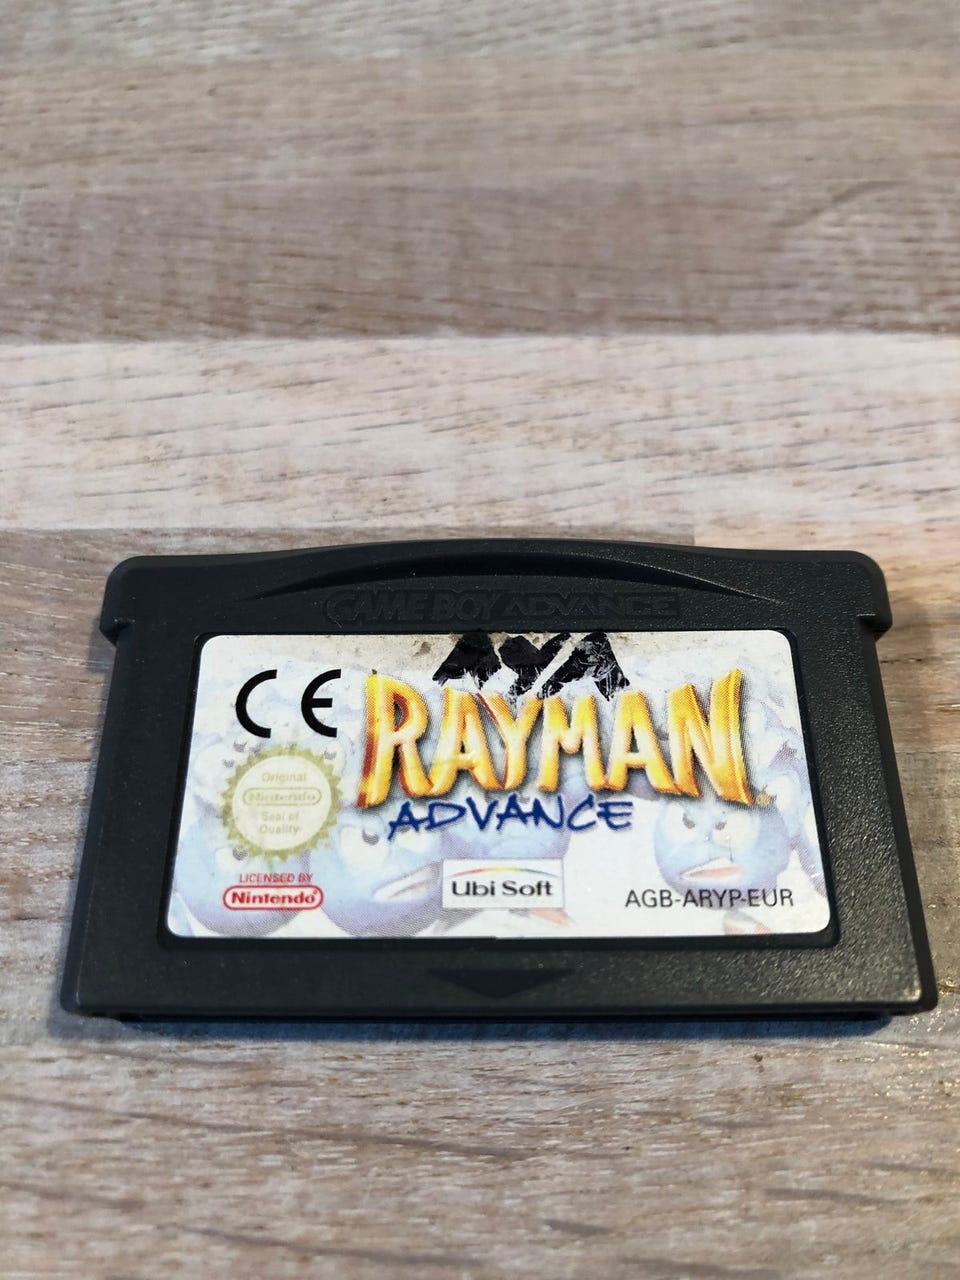 GAME BOY ADVANCE
AYA
CE
RAYMAN
ADVANCE
Original
Nintendo
Seal of
Quality
LICENSED BY
Nintendo
Ubi Soft
AGB-ARYP-EUR